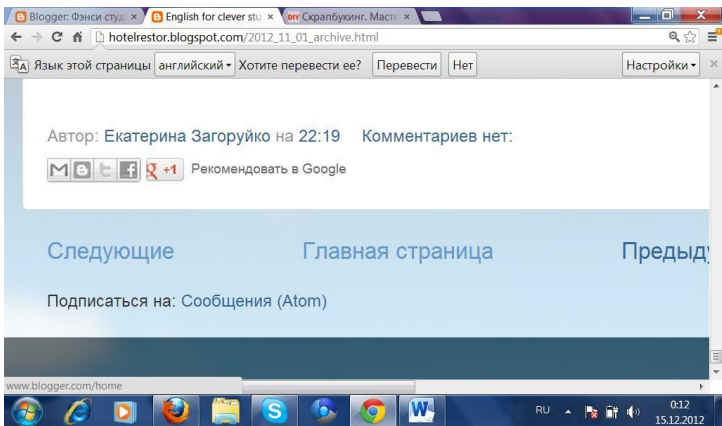 Blogger: Фэнси студ
English for clever stu
DIY Скрапбукинг. Масте
hotelrestor.blogspot.com/2012_11_01_archive.html
Язык этой страницы английский Хотите перевести ее? Перевести Нет Настройки
Автор: Екатерина Загоруйко на 22:19 Комментариев нет:
g +1 Рекомендовать в Google
Следующие Главная страница Предыду
Подписаться на: Сообщения (Atom)
www.blogger.com/home
RU 0:12
15.12.2012